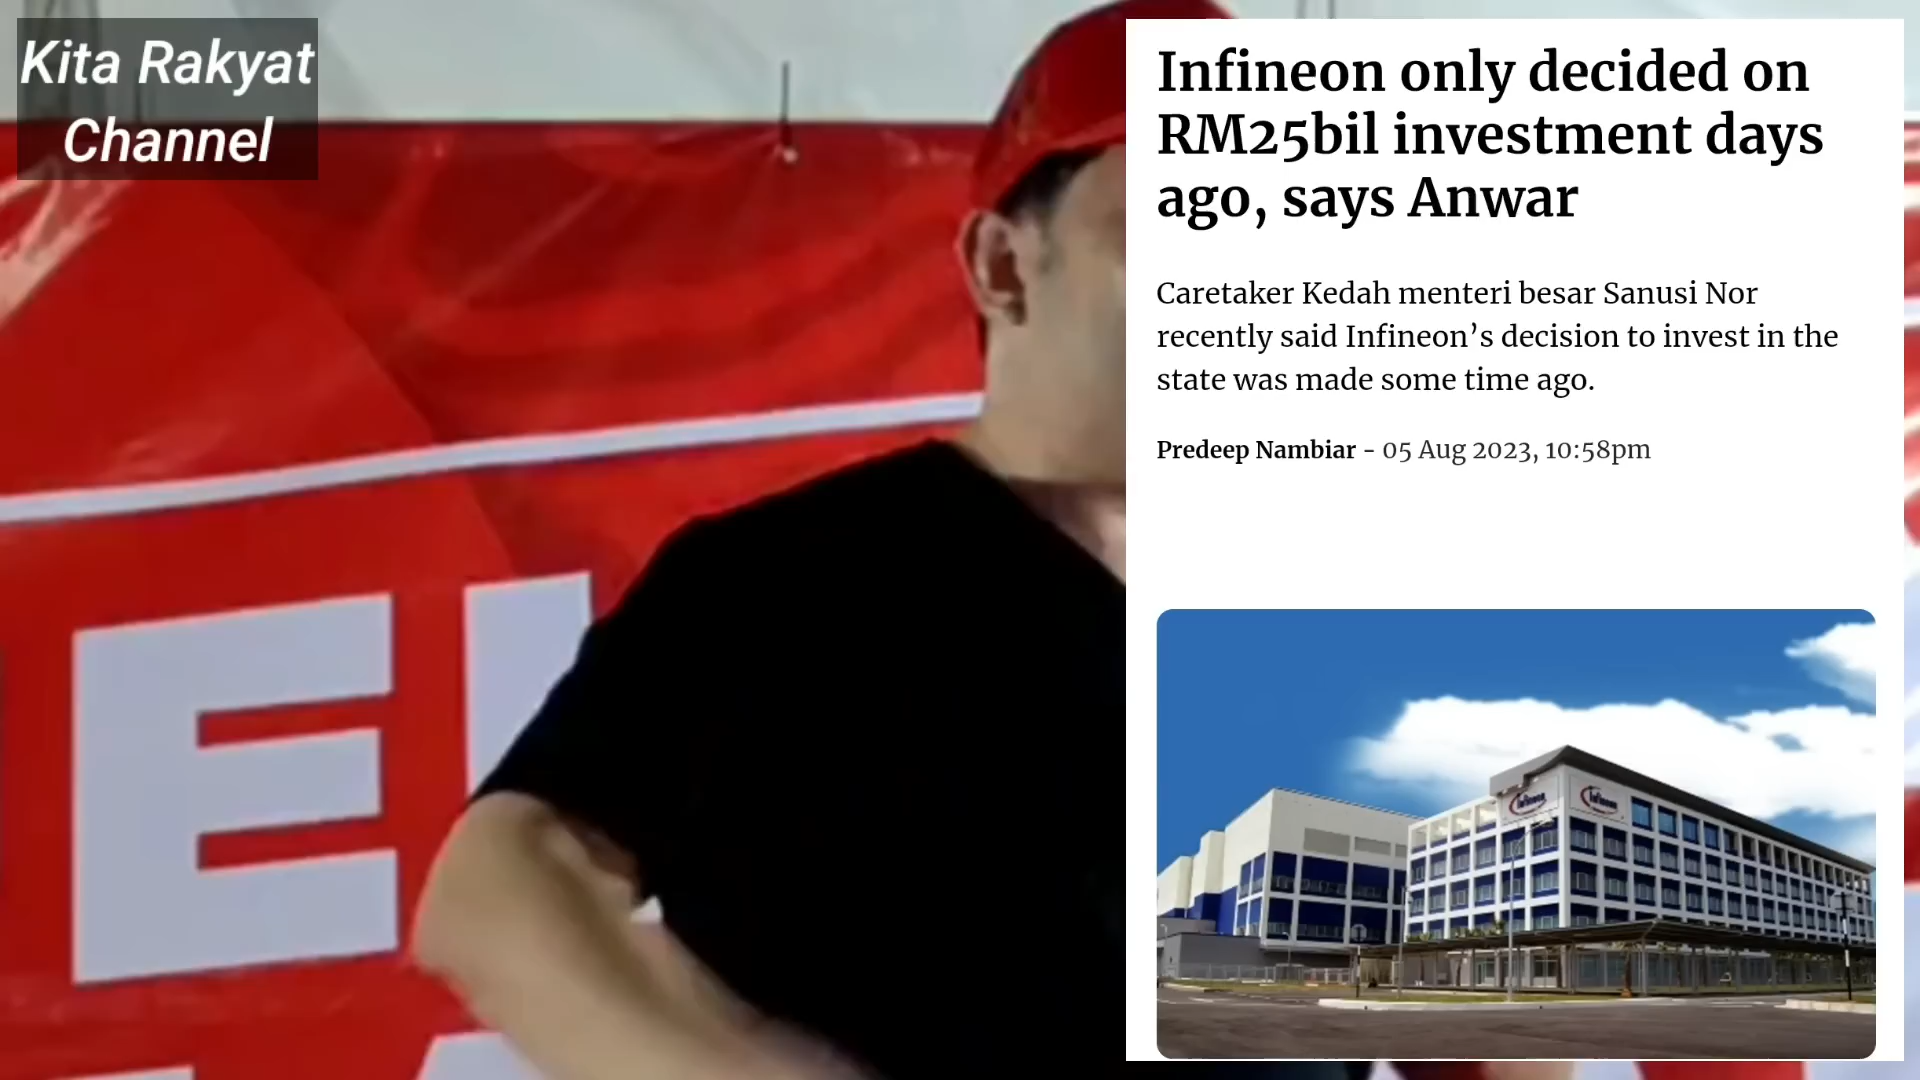 Kita Rakyat
Channel
Infineon only decided on
RM25bil investment days
ago, says Anwar
Caretaker Kedah menteri besar Sanusi Nor
recently said Infineon’s decision to invest in the
state was made some time ago.
Predeep Nambiar - 05 Aug 2023, 10:58pm
Infineon
Infineon